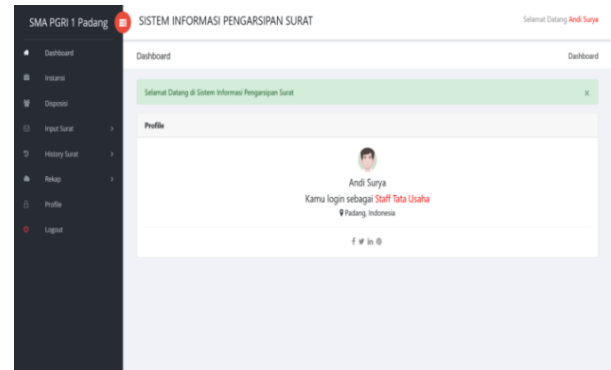 SMA PGRI 1 Padang
SISTEM INFORMASI PENGARSIPAN SURAT
Selamat Datang Andi Surya
Dashboard
Instansi
Disposisi
Input Surat
History Surat
Rekap
Profile
Logout
Dashboard
Dashboard
Selamat Datang di Sistem Informasi Pengarsipan Surat
Profile
Andi Surya
Kamu login sebagai Staff Tata Usaha
Padang, Indonesia